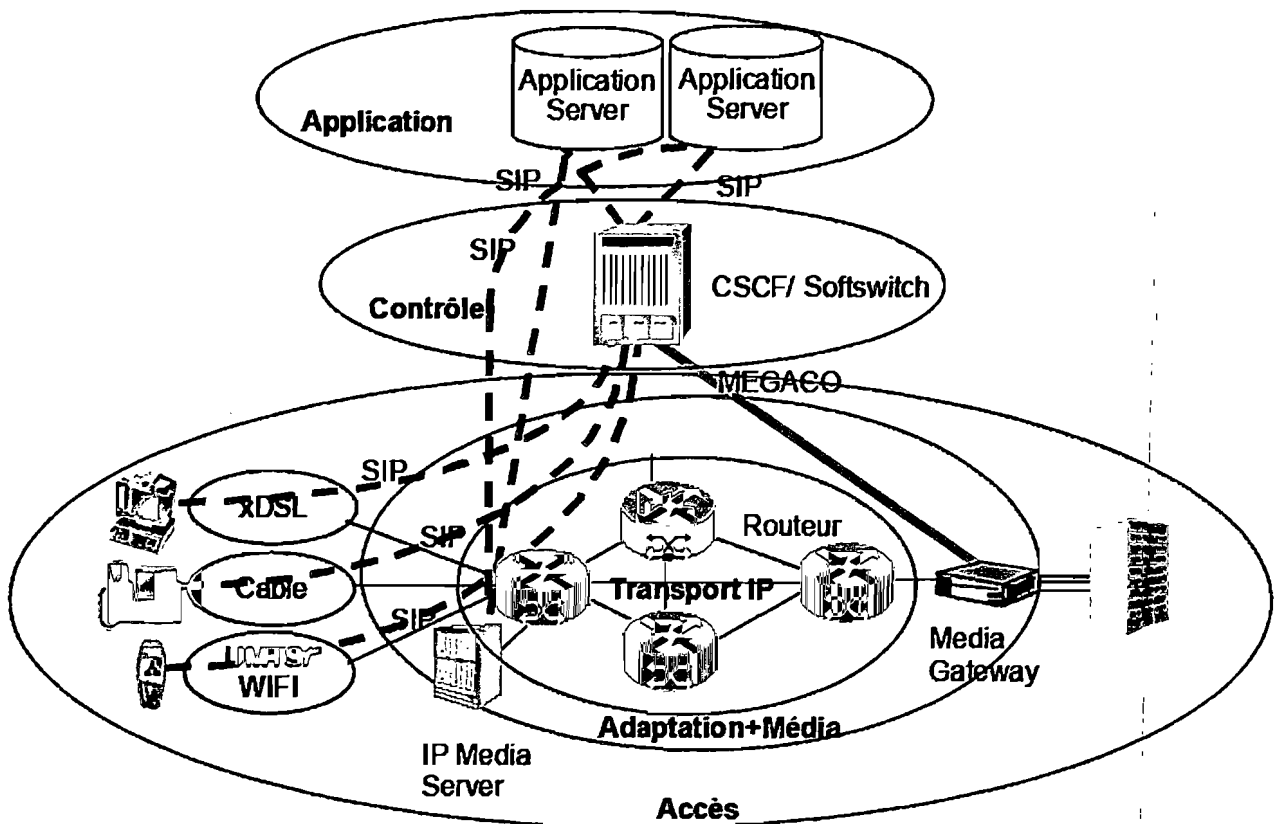 Application
Server
Application
Server
Application
SIP
SIP
SIP
CSCF/ Softswitch
Contrôle
MEGACO
SIP
xDSL
SIP
Routeur
Cable
Transport IP
SIP
WIFI
Media
Gateway
Adaptation+Média
IP Media
Server
Accès